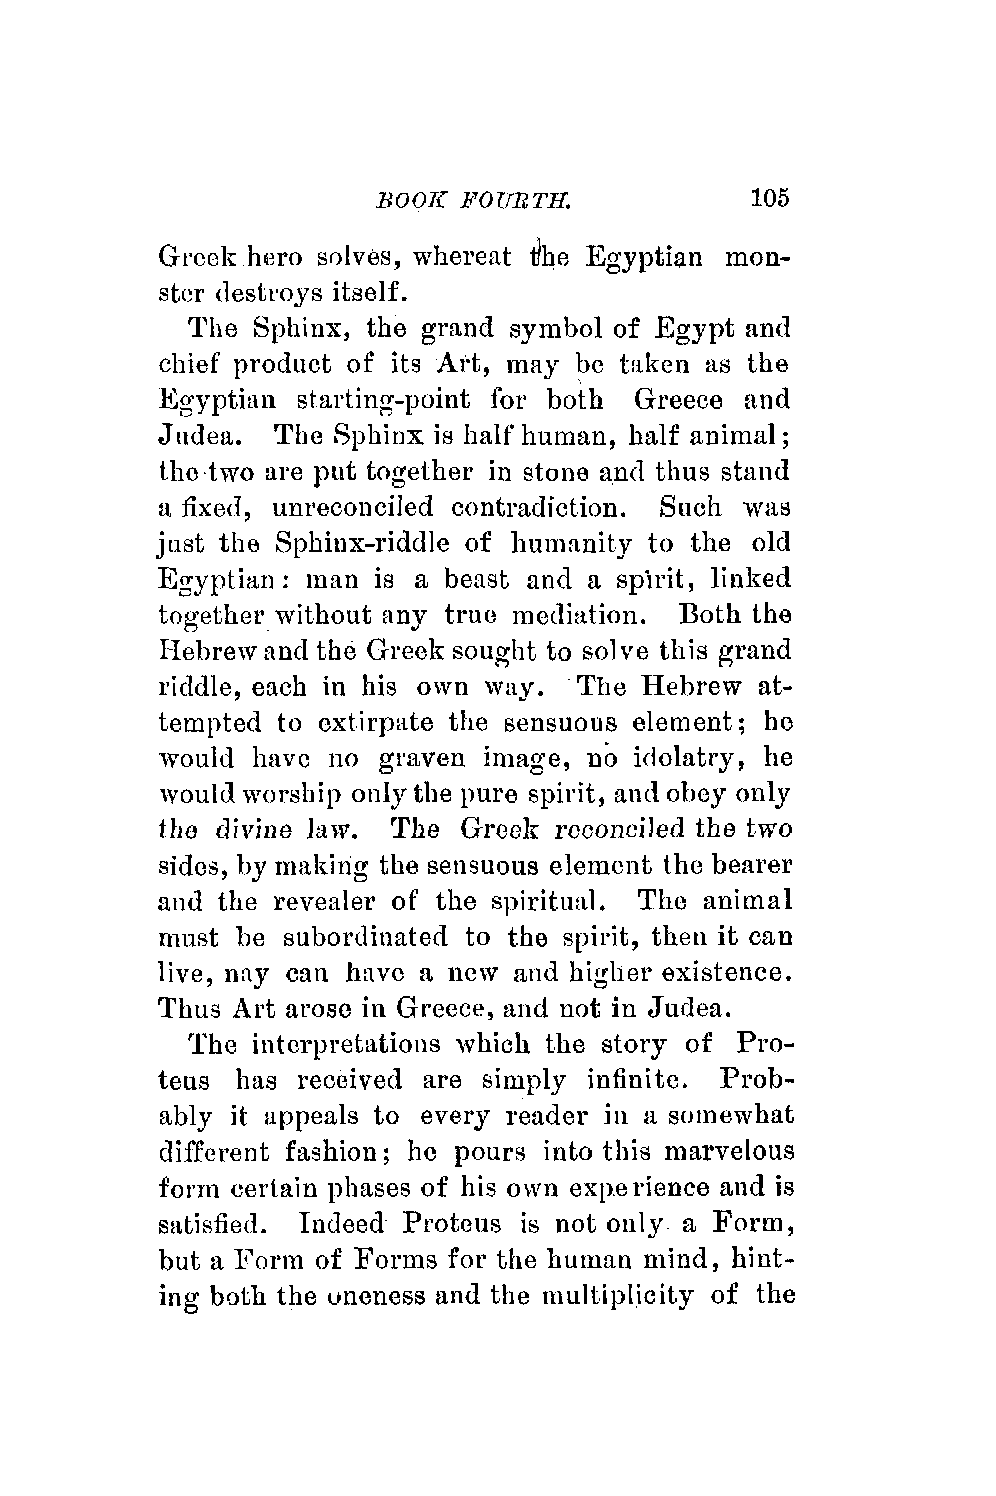 BOOK FOURTH. 105
Greek hero solves, whereat the Egyptian mon-
ster destroys itself.
The Sphinx, the grand symbol of Egypt and
chief product of its Art, may be taken as the
Egyptian starting-point for both Greece and
Judea. The Sphinx is half human, half animal;
the two are put together in stone and thus stand
a fixed, unreconciled contradiction. Such was
just the Sphinx-riddle of humanity to the old
Egyptian: man is a beast and a spirit, linked
together without any true mediation. Both the
Hebrew and the Greek sought to solve this grand
riddle, each in his own way. The Hebrew at-
tempted to extirpate the sensuous element; he
would have no graven image, no idolatry, he
would worship only the pure spirit, and obey only
the divine law. The Greek reconciled the two
sides, by making the sensuous element the bearer
and the revealer of the spiritual. The animal
must be subordinated to the spirit, then it can
live, nay can have a new and higher existence.
Thus Art arose in Greece, and not in Judea.
The interpretations which the story of Pro-
teus has received are simply infinite. Prob-
ably it appeals to every reader in a somewhat
different fashion; he pours into this marvelous
form certain phases of his own experience and is
satisfied. Indeed Proteus is not only a Form,
but a Form of Forms for the human mind, hint-
ing both the oneness and the multiplicity of the